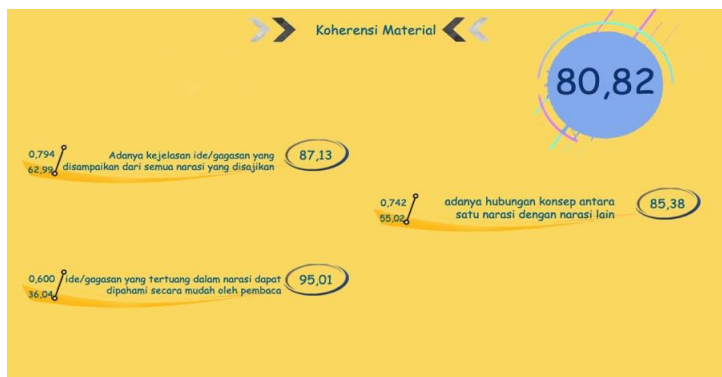 Koherensi Material
80,82
0,794
62,99
Adanya kejelasan ide/gagasan yang
disampaikan dari semua narasi yang disajikan
87,13
0,742
55,02
adanya hubungan konsep antara
satu narasi dengan narasi lain
85,38
0,600
36,04
ide/gagasan yang tertuang dalam narasi dapat
dipahami secara mudah oleh pembaca
95,01